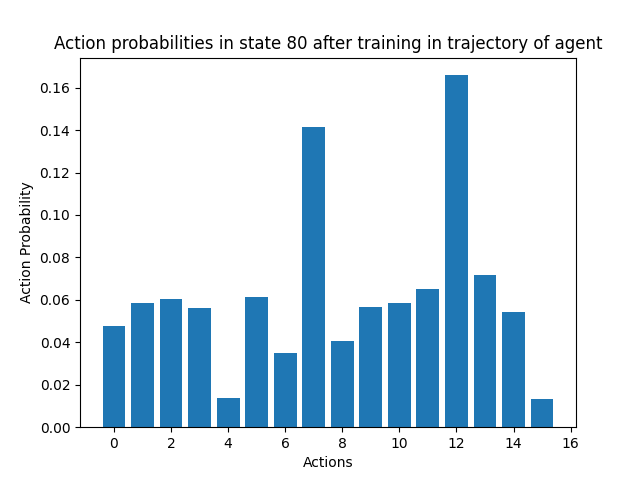 Action probabilities in state 80 after training in trajectory of agent
Action Probability
0.16
0.14
0.12
0.10
0.08
0.06
0.04
0.02
0.00
0 2 4 6 8 10 12 14 16
Actions